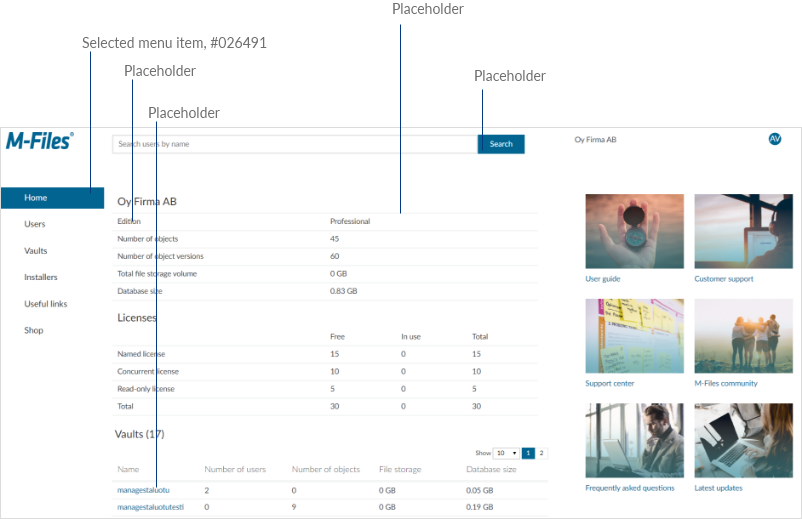 Placeholder
Selected menu item, #026491
Placeholder
Placeholder
Placeholder
M-Files®
Search users by name
Search
Oy Firma AB
AV
Home
Users
Vaults
Installers
Useful links
Shop
Oy Firma AB
Edition Professional
Number of objects 45
Number of object versions 60
Total file storage volume 0 GB
Database size 0.83 GB
Licenses
Free In use Total
Named license 15 0 15
Concurrent license 10 0 10
Read-only license 5 0 5
Total 30 0 30
Vaults (17)
Show 10 1 2
Name Number of users Number of objects File storage Database size
managestaluotu 2 0 0 GB 0.05 GB
managestaluotutesti 0 9 0 GB 0.19 GB
User guide
Customer support
Support center
M-Files community
Frequently asked questions
Latest updates